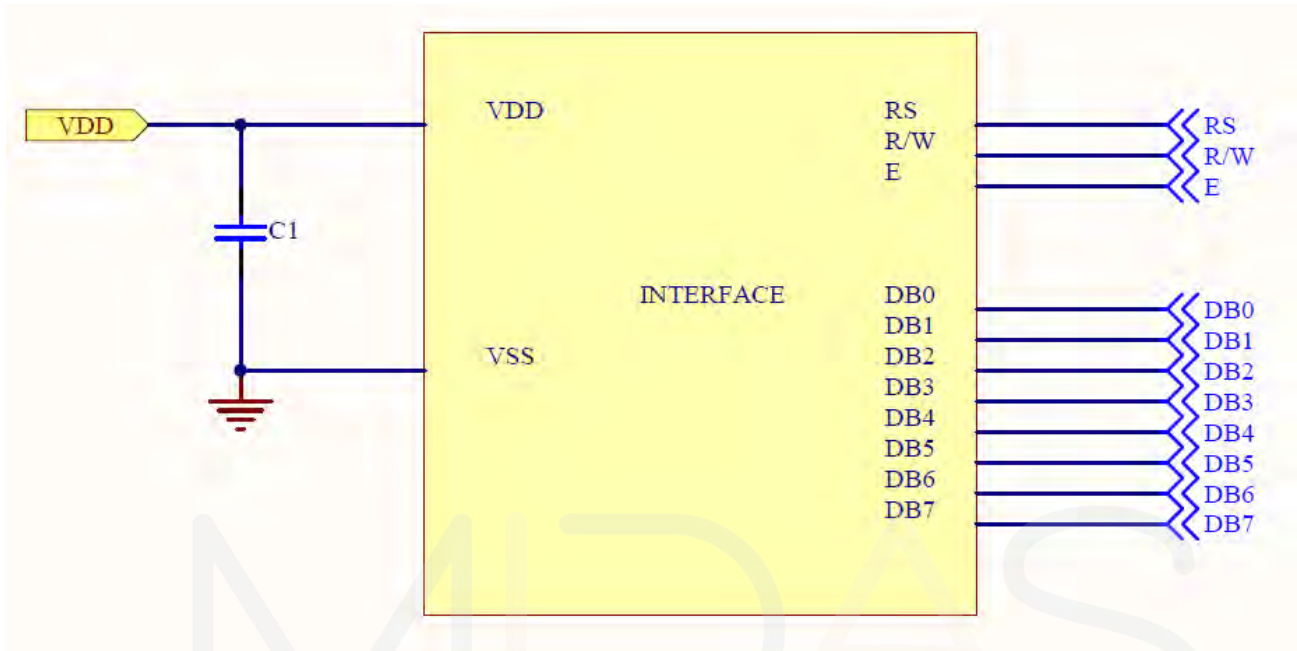 VDD
VDD
C1
VSS
INTERFACE
RS
R/W
E
DB0
DB1
DB2
DB3
DB4
DB5
DB6
DB7
RS
R/W
E
DB0
DB1
DB2
DB3
DB4
DB5
DB6
DB7
MIDAS